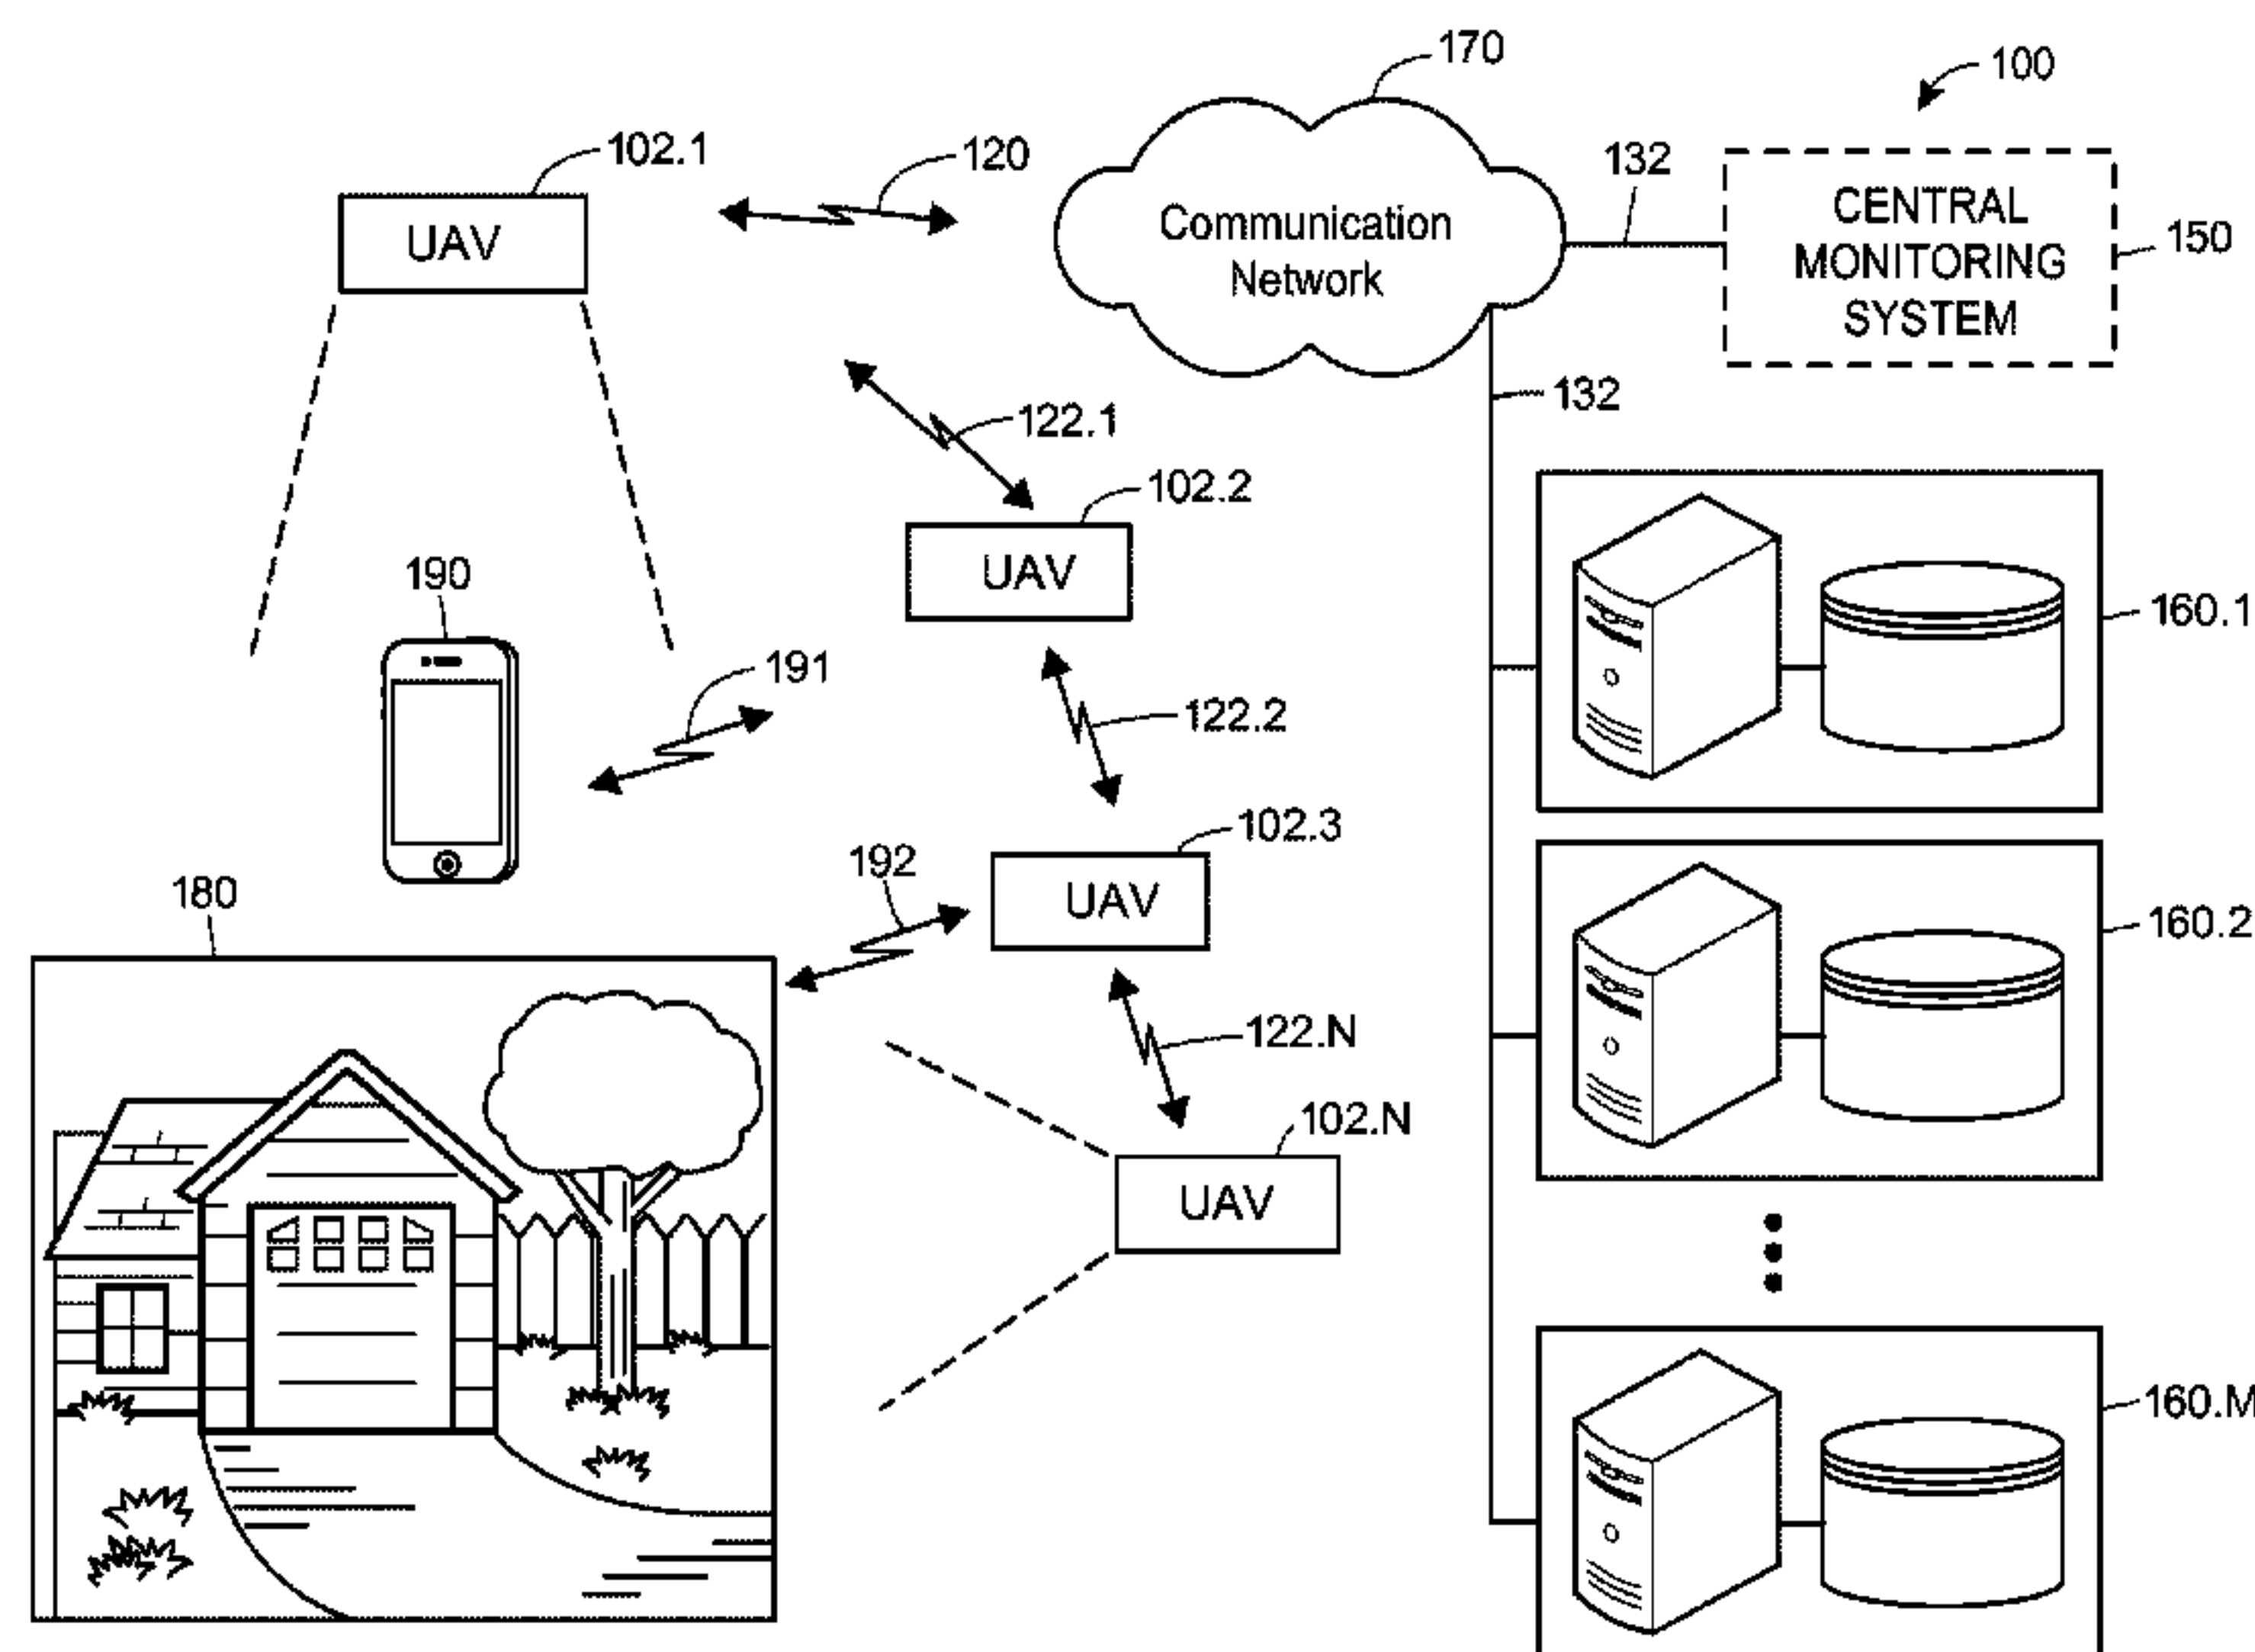 170
100
102.1
120
132
CENTRAL
MONITORING
SYSTEM
150
UAV
Communication
Network
132
122.1
102.2
UAV
190
160.1
191
122.2
102.3
192
UAV
180
160.2
122.N
102.N
UAV
160.M